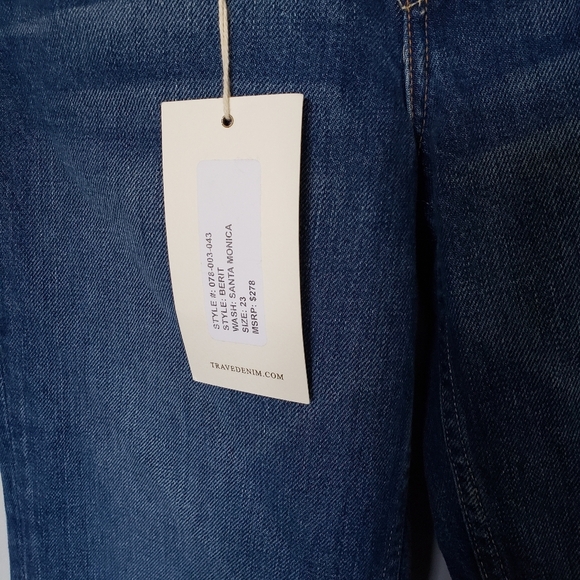 STYLE #: 078-003-043
STYLE: BERIT
WASH: SANTA MONICA
SIZE: 23
MSRP: $278
TRAVEDENIM.COM